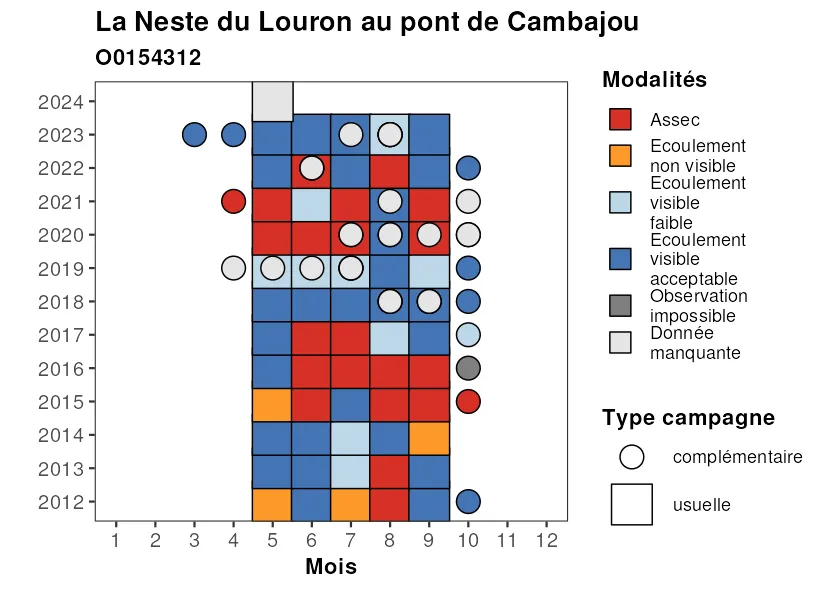 La Neste du Louron au pont de Cambajou
O0154312
2024
2023
2022
2021
2020
2019
2018
2017
2016
2015
2014
2013
2012
1 2 3 4 5 6 7 8 9 10 11 12
Mois
Modalités
Assec
Ecoulement
non visible
Ecoulement
visible
faible
Ecoulement
visible
acceptable
Observation
impossible
Donnée
manquante
Type campagne
complémentaire
usuelle